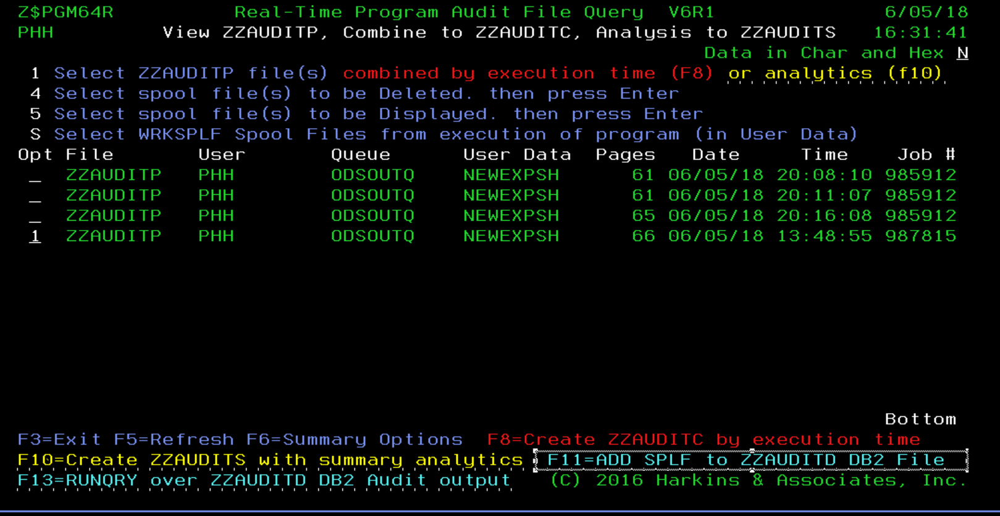 Z$PGM64R Real-Time Program Audit File Query V6R1 6/05/18
PHH View ZZAUDITP, Combine to ZZAUDITC, Analysis to ZZAUDITS 16:31:41
Data in Char and Hex N
1 Select ZZAUDITP file(s) combined by execution time (F8) or analytics (f10)
4 Select spool file(s) to be Deleted. then press Enter
5 Select spool file(s) to be Displayed. then press Enter
S Select WRKSPLF Spool Files from execution of program (in User Data)
Opt File User Queue User Data Pages Date Time Job #
_ ZZAUDITP PHH ODSOUTQ NEWEXPSH 61 06/05/18 20:08:10 985912
_ ZZAUDITP PHH ODSOUTQ NEWEXPSH 61 06/05/18 20:11:07 985912
_ ZZAUDITP PHH ODSOUTQ NEWEXPSH 65 06/05/18 20:16:08 985912
1 ZZAUDITP PHH ODSOUTQ NEWEXPSH 66 06/05/18 13:48:55 987815
Bottom
F3=Exit F5=Refresh F6=Summary Options F8=Create ZZAUDITC by execution time
F10=Create ZZAUDITS with summary analytics F11=ADD SPLF to ZZAUDITD DB2 File
F13=RUNQRY over ZZAUDITD DB2 Audit output (C) 2016 Harkins & Associates, Inc.